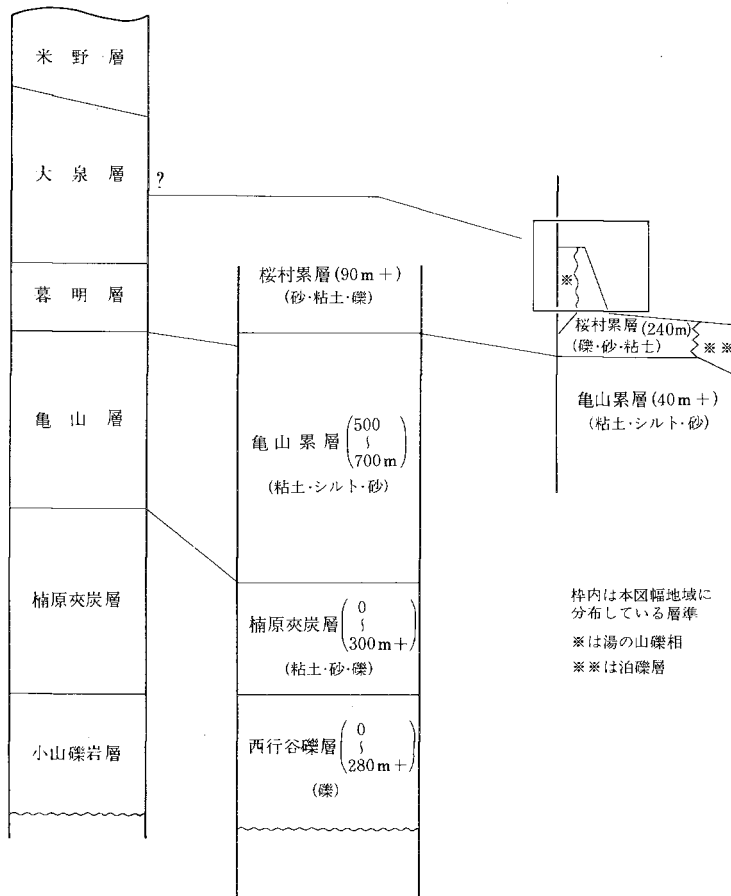 米野層
大泉層
?
暮明層
亀山層
楠原夾炭層
小山礫岩層
桜村累層(90m+)
(砂·粘土·礫)
亀山累層(500
〜
700m)
(粘土·シルト·砂)
楠原夾炭層(0
〜
300m+)
(粘土·砂·礫)
西行谷礫層(0
〜
280m+)
(礫)
※
桜村累層(240m)
(礫·砂·粘土)
※※
亀山累層(40m+)
(粘土·シルト·砂)
枠内は本図幅地域に
分布している層準
※は湯の山礫相
※※は泊礫層